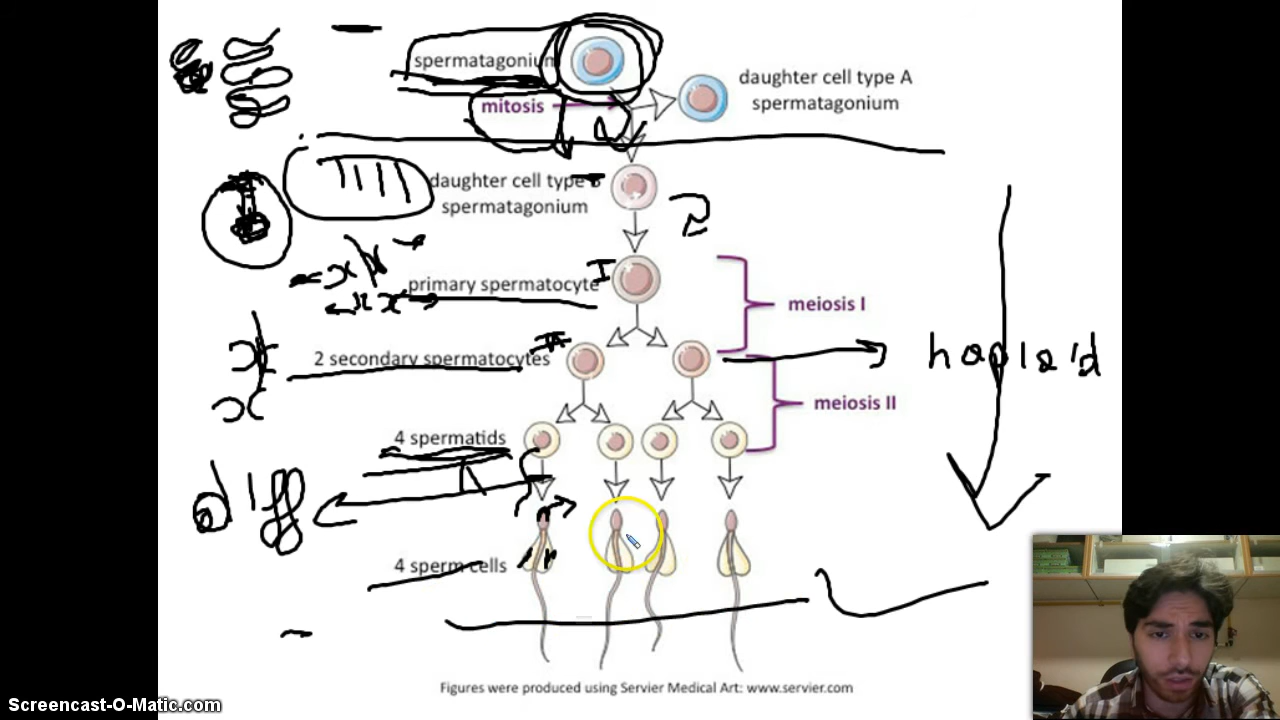 spermatagonium
mitosis
daughter cell type A
spermatagonium
daughter cell type B
spermatagonium
primary spermatocyte
I
meiosis I
2 secondary spermatocytes
II
haploid
meiosis II
4 spermatids
diff
4 sperm cells
Figures were produced using Servier Medical Art: www.servier.com
Screencast-O-Matic.com